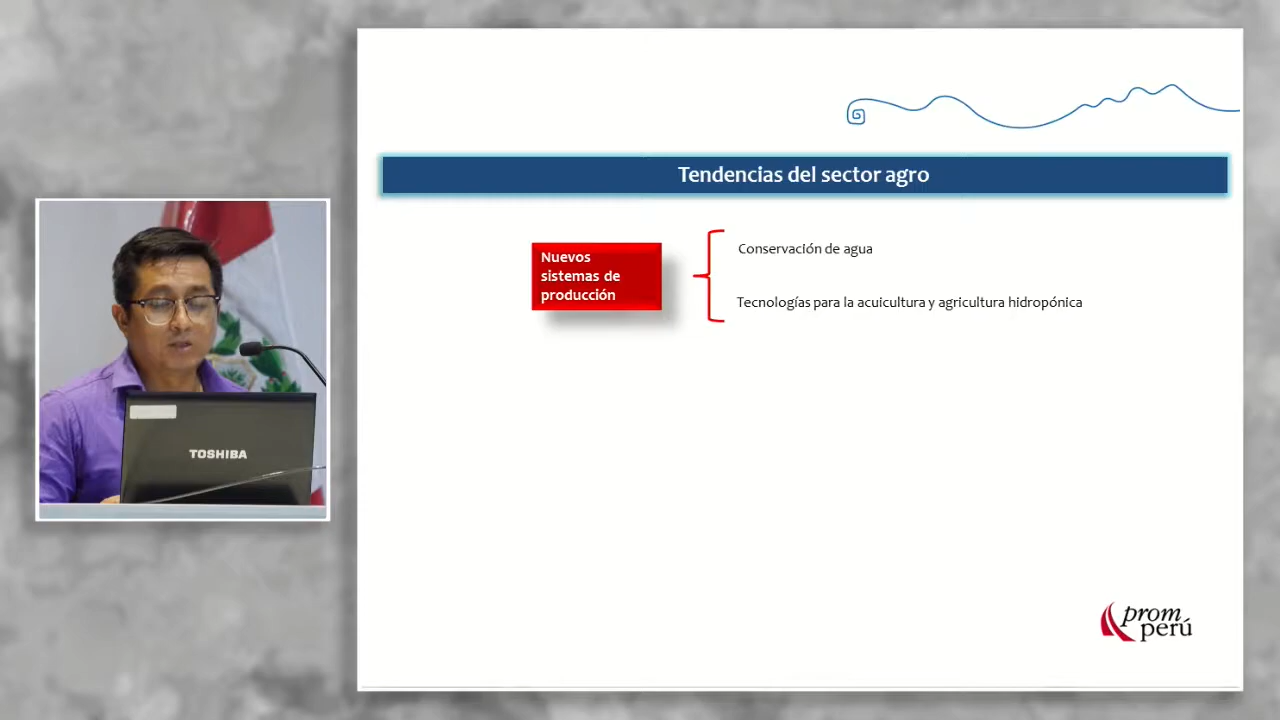 Tendencias del sector agro
Nuevos
sistemas de
producción
Conservación de agua
Tecnologías para la acuicultura y agricultura hidropónica
TOSHIBA
prom
perú